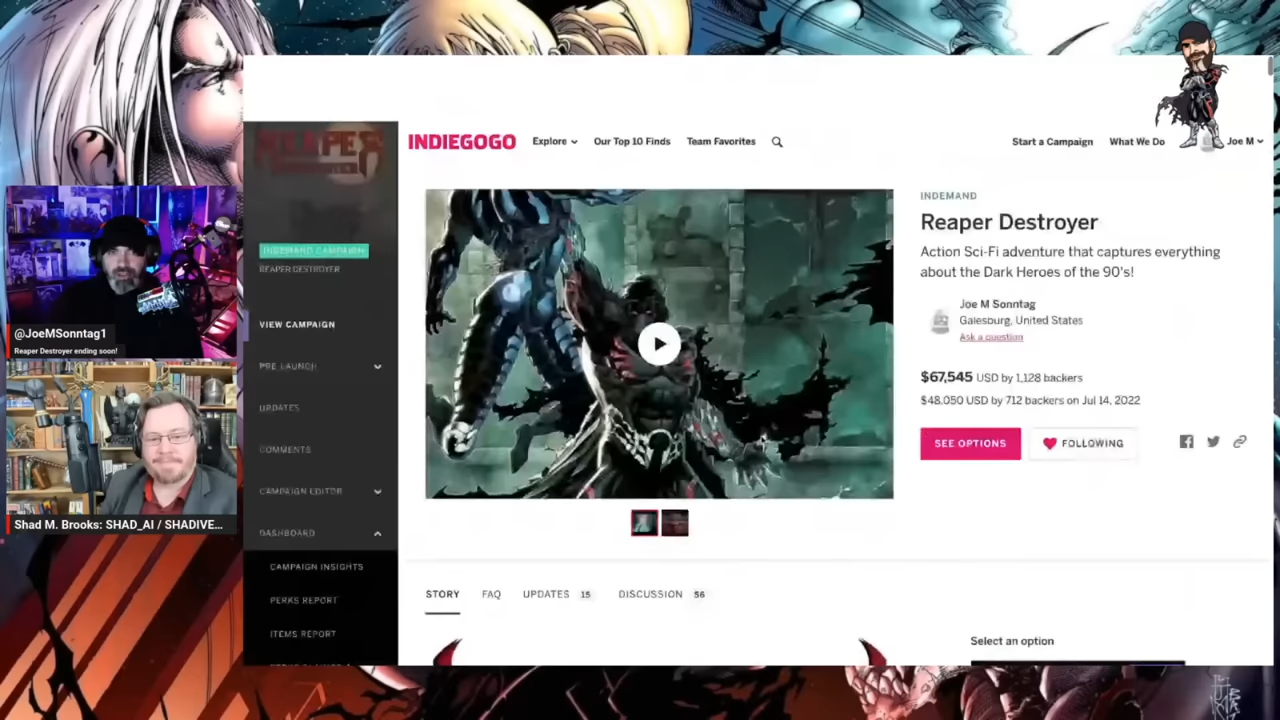 REAPER
DESTROYER
INDIEGOGO
Explore
Our Top 10 Finds
Team Favorites
Start a Campaign
What We Do
Joe M
INDEMAND CAMPAIGN
REAPER DESTROYER
VIEW CAMPAIGN
PRE LAUNCH
UPDATES
COMMENTS
CAMPAIGN EDITOR
DASHBOARD
CAMPAIGN INSIGHTS
PERKS REPORT
ITEMS REPORT
INDEMAND
Reaper Destroyer
Action Sci-Fi adventure that captures everything
about the Dark Heroes of the 90's!
Joe M Sonntag
Galesburg, United States
Ask a question
$67,545 USD by 1,128 backers
$48,050 USD by 712 backers on Jul 14, 2022
SEE OPTIONS
FOLLOWING
STORY
FAQ
UPDATES 15
DISCUSSION 56
Select an option
@JoeMSonntag1
Reaper Destroyer ending soon!
Shad M. Brooks: SHAD_AI / SHADIVE...